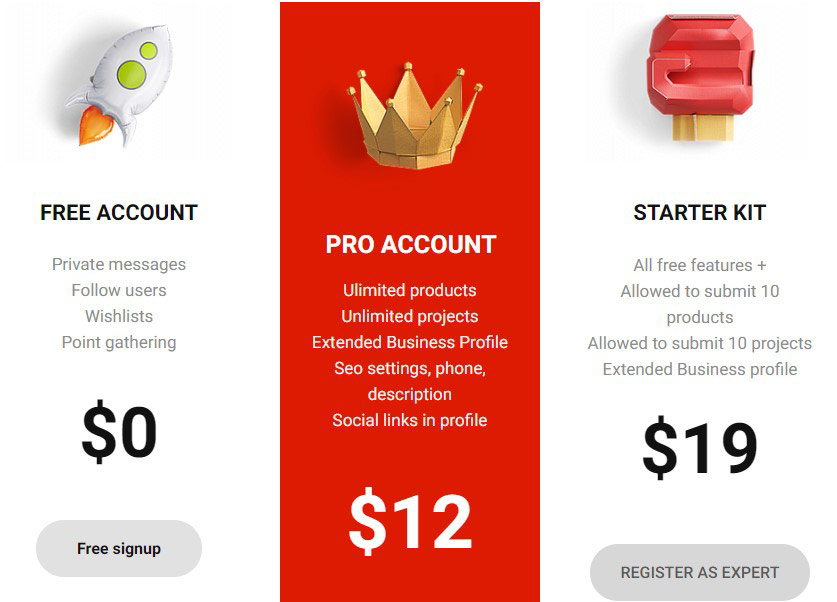 FREE ACCOUNT
Private messages
Follow users
Wishlists
Point gathering
$0
Free signup
PRO ACCOUNT
Ulimited products
Unlimited projects
Extended Business Profile
Seo settings, phone,
description
Social links in profile
$12
STARTER KIT
All free features +
Allowed to submit 10
products
Allowed to submit 10 projects
Extended Business profile
$19
REGISTER AS EXPERT